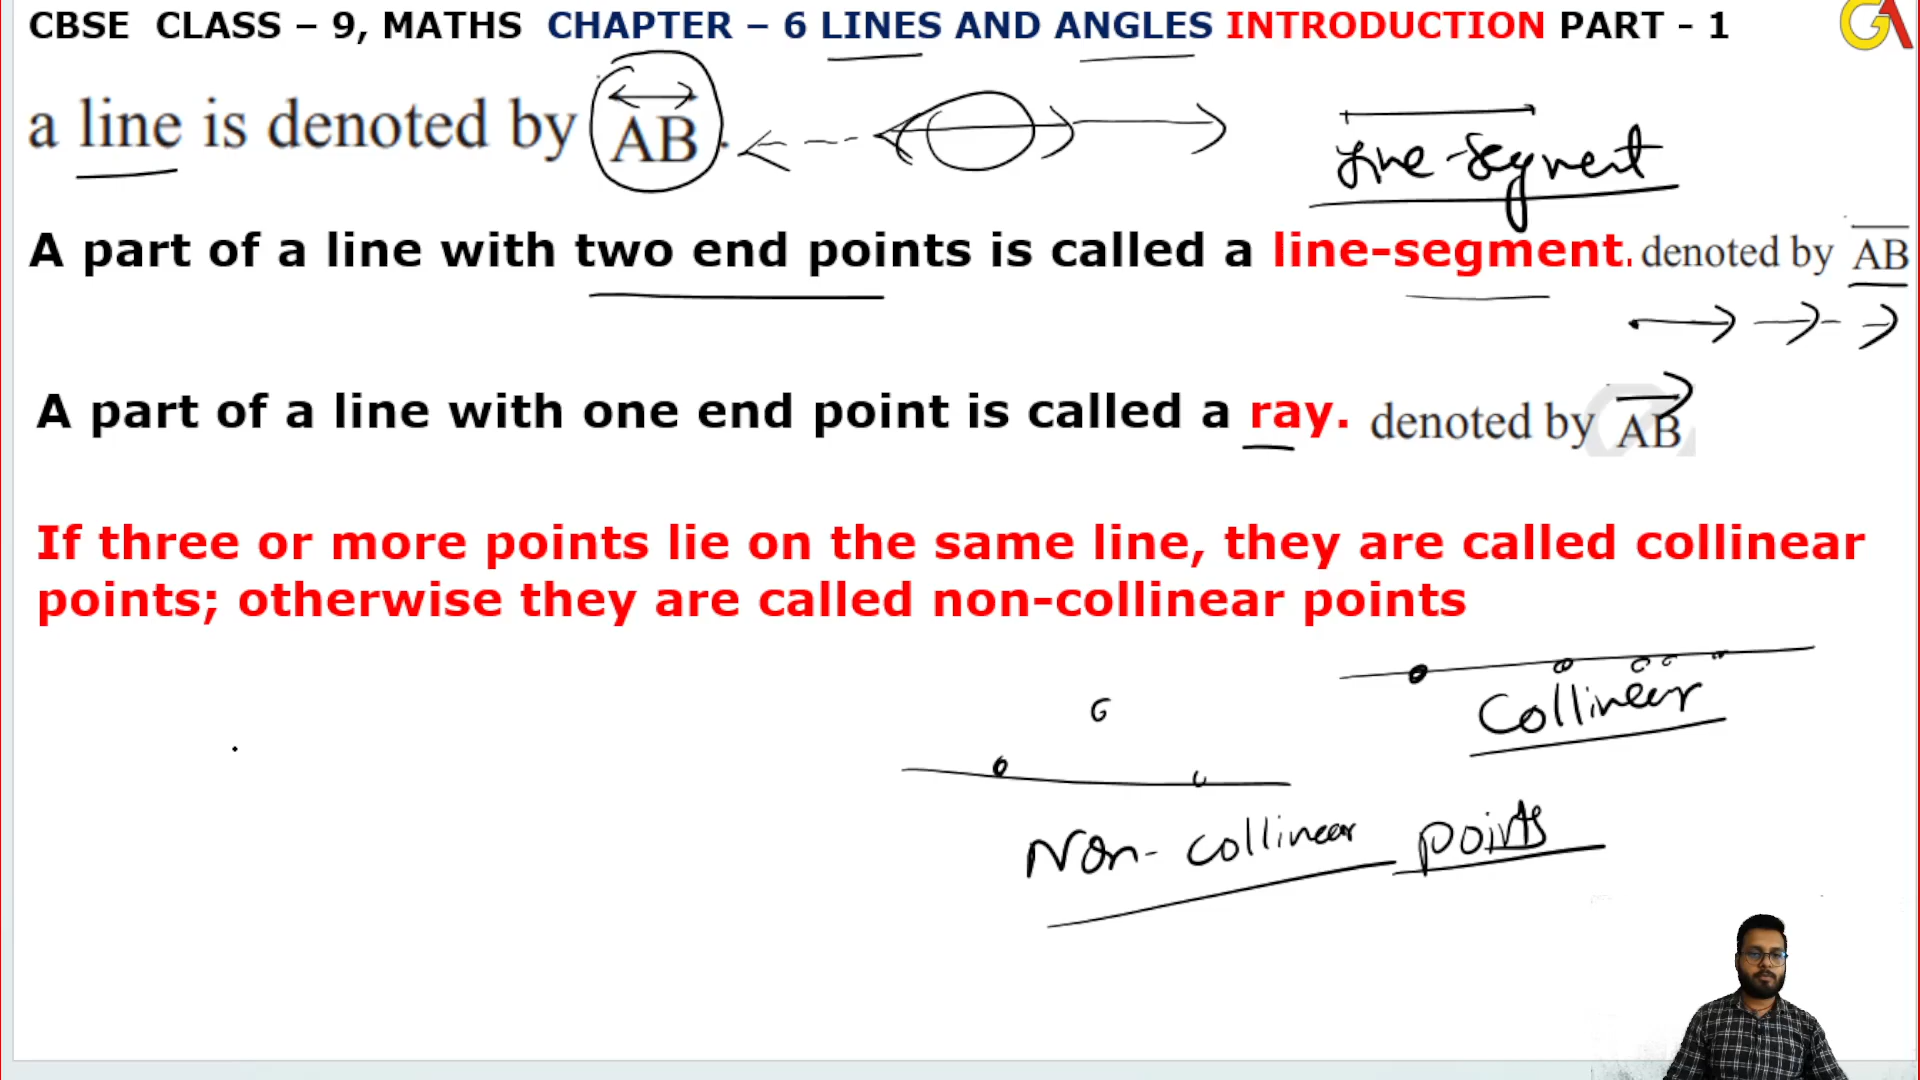 CBSE CLASS – 9, MATHS CHAPTER – 6 LINES AND ANGLES INTRODUCTION PART - 1
GA
a line is denoted by AB.
line-segment
A part of a line with two end points is called a line-segment. denoted by AB
A part of a line with one end point is called a ray. denoted by AB
If three or more points lie on the same line, they are called collinear
points; otherwise they are called non-collinear points
Collinear
Non-collinear points